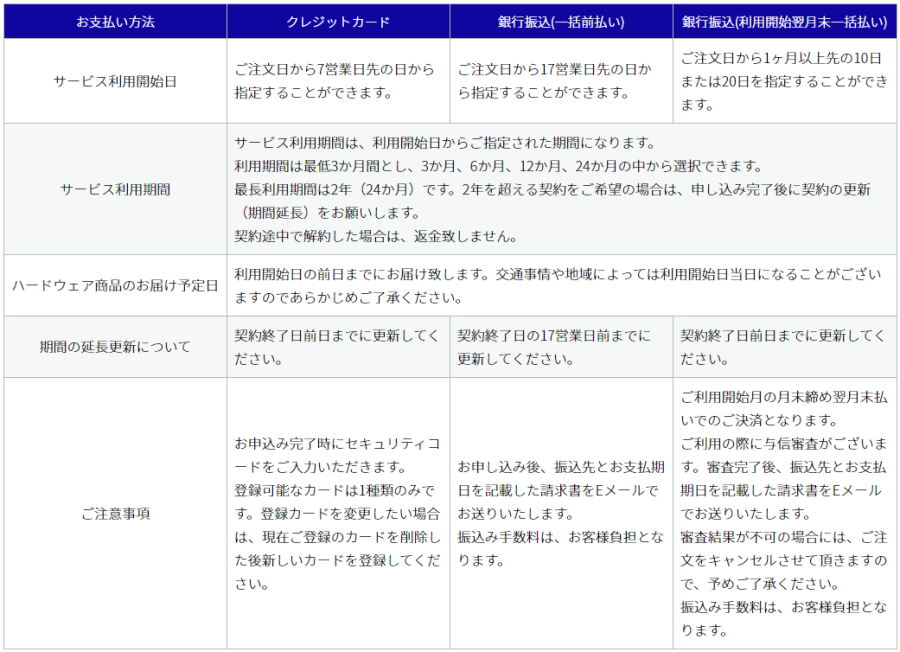 お支払い方法
クレジットカード
銀行振込(一括前払い)
銀行振込(利用開始翌月末一括払い)
サービス利用開始日
ご注文日から7営業日先の日から
指定することができます。
ご注文日から17営業日先の日か
ら指定することができます。
ご注文日から1ヶ月以上先の10日
または20日を指定することができ
ます。
サービス利用期間
サービス利用期間は、利用開始日からご指定された期間になります。
利用期間は最低3か月間とし、3か月、6か月、12か月、24か月の中から選択できます。
最長利用期間は2年（24か月）です。2年を超える契約をご希望の場合は、申し込み完了後に契約の更新
（期間延長）をお願いします。
契約途中で解約した場合は、返金致しません。
ハードウェア商品のお届け予定日
利用開始日の前日までにお届け致します。交通事情や地域によっては利用開始日当日になることがござい
ますのであらかじめご了承ください。
期間の延長更新について
契約終了日前日までに更新してく
ださい。
契約終了日の17営業日前までに
更新してください。
契約終了日前日までに更新してく
ださい。
ご注意事項
お申込み完了時にセキュリティコ
ードをご入力いただきます。
登録可能なカードは1種類のみで
す。登録カードを変更したい場合
は、現在ご登録のカードを削除し
た後新しいカードを登録してくだ
さい。
お申し込み後、振込先とお支払期
日を記載した請求書をEメールで
お送りいたします。
振込み手数料は、お客様負担とな
ります。
ご利用開始月の月末締め翌月末払
いでのご決済となります。
ご利用の際に与信審査がございま
す。審査完了後、振込先とお支払
期日を記載した請求書をEメール
でお送りいたします。
審査結果が不可の場合には、ご注
文をキャンセルさせて頂きますの
で、予めご了承ください。
振込み手数料は、お客様負担とな
ります。